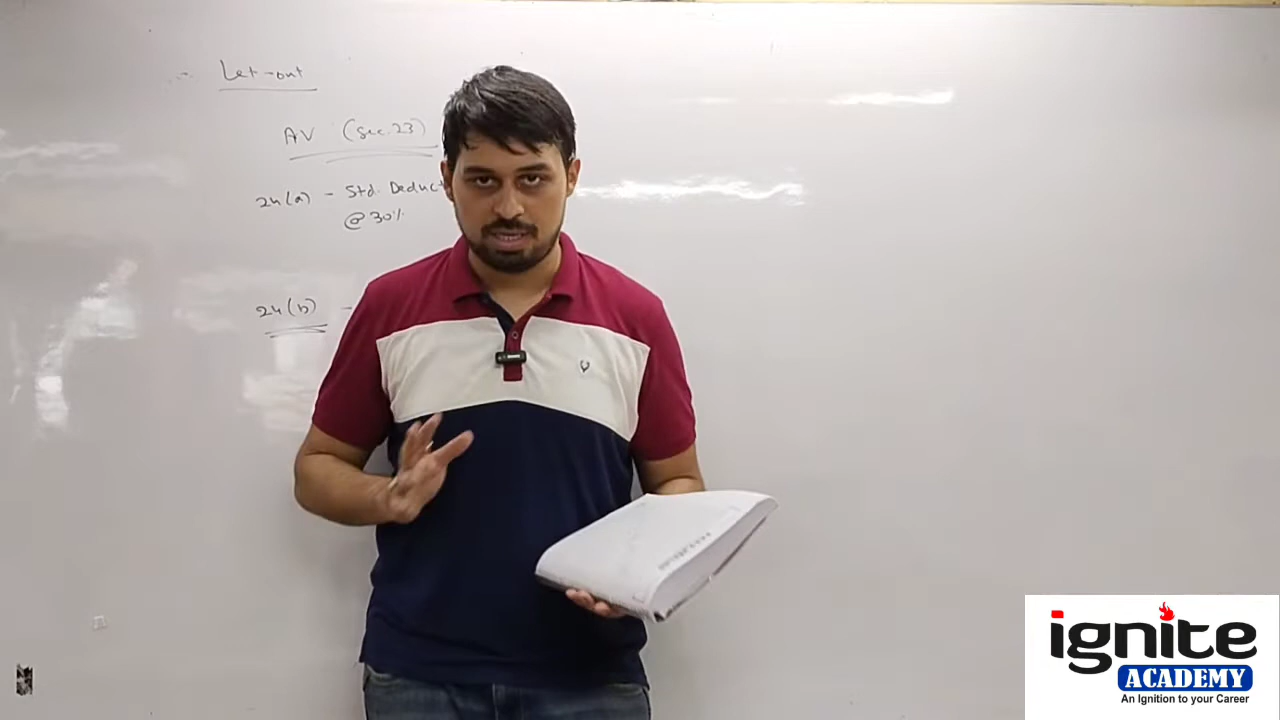 Let-out
AV (Sec.23)
24(a) - Std. Deduct
@ 30%
24(b) -
ignite
ACADEMY
An Ignition to your Career